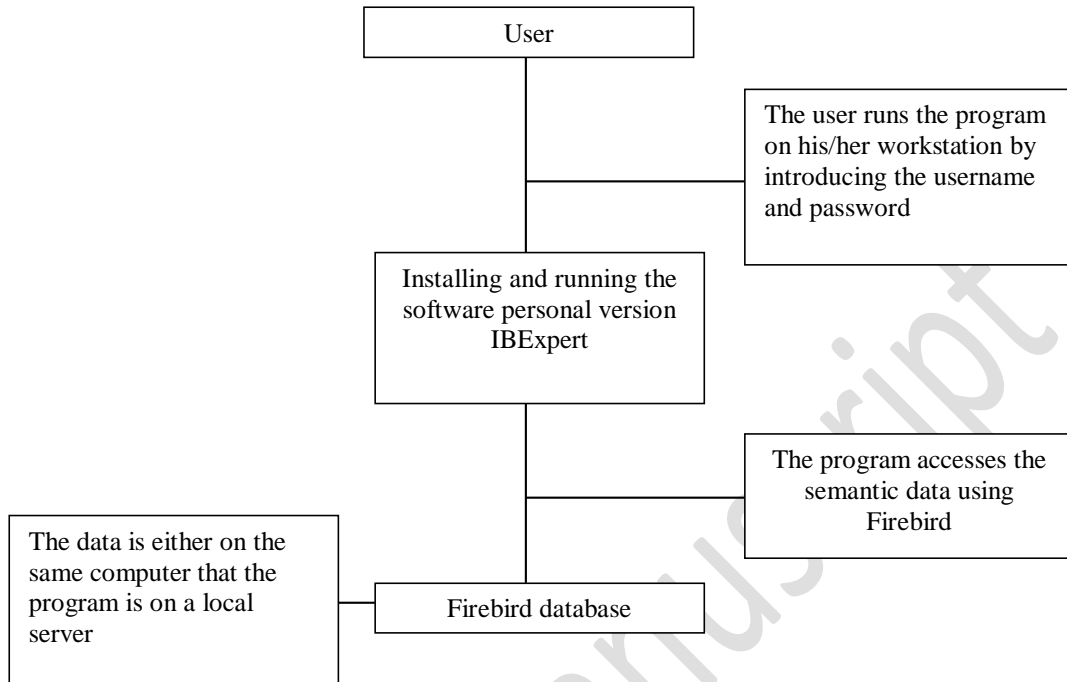 User
The user runs the program
on his/her workstation by
introducing the username
and password
Installing and running the
software personal version
IBExpert
The program accesses the
semantic data using
Firebird
The data is either on the
same computer that the
program is on a local
server
Firebird database